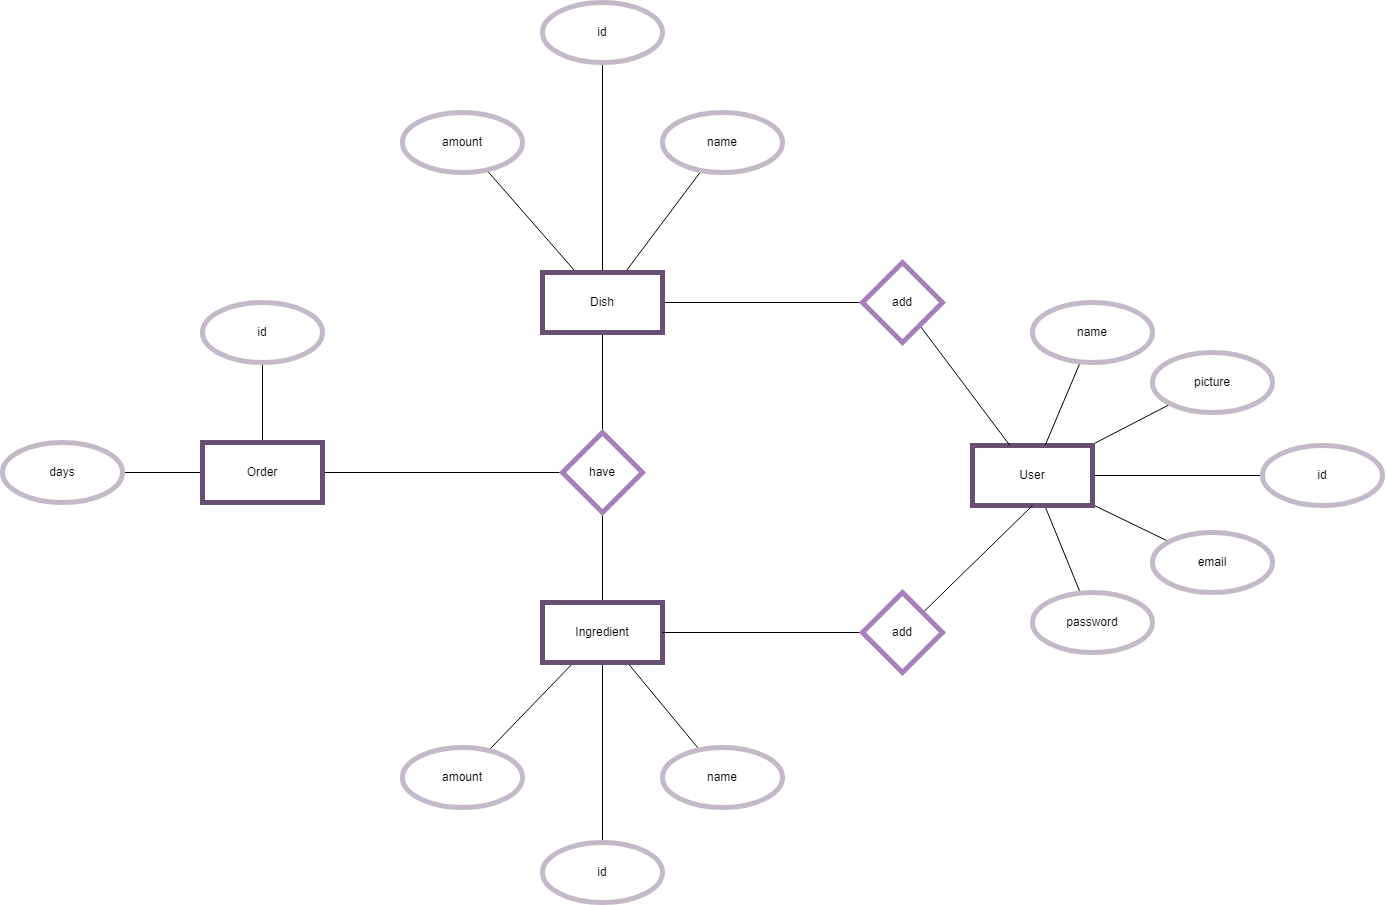 id
amount
name
Dish
add
id
name
picture
days
Order
have
User
id
email
password
Ingredient
add
amount
name
id